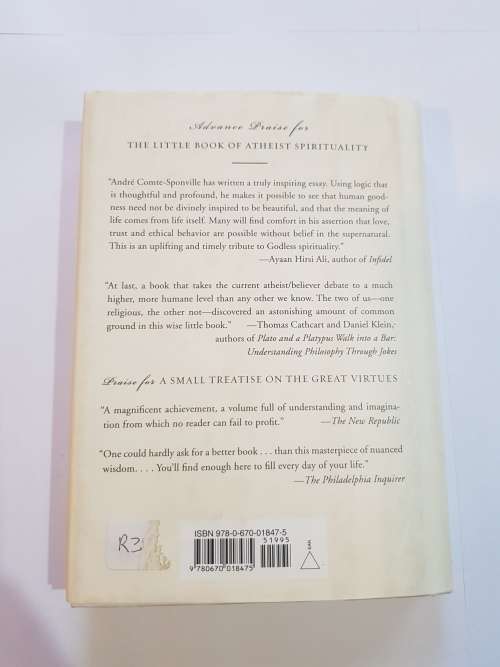 Advance Praise for
THE LITTLE BOOK OF ATHEIST SPIRITUALITY
“André Comte-Sponville has written a truly inspiring essay. Using logic that
is thoughtful and profound, he makes it possible to see that human good-
ness need not be divinely inspired to be beautiful, and that the meaning of
life comes from life itself. Many will find comfort in his assertion that love,
trust and ethical behavior are possible without belief in the supernatural.
This is an uplifting and timely tribute to Godless spirituality.”
—Ayaan Hirsi Ali, author of Infidel
“At last, a book that takes the current atheist/believer debate to a much
higher, more humane level than any other we know. The two of us—one
religious, the other not—discovered an astonishing amount of common
ground in this wise little book.” —Thomas Cathcart and Daniel Klein,
authors of Plato and a Platypus Walk into a Bar:
Understanding Philosophy Through Jokes
Praise for A SMALL TREATISE ON THE GREAT VIRTUES
“A magnificent achievement, a volume full of understanding and imagina-
tion from which no reader can fail to profit.” —The New Republic
“One could hardly ask for a better book . . . than this masterpiece of nuanced
wisdom. . . . You'll find enough here to fill every day of your life.”
—The Philadelphia Inquirer
ISBN 978-0-670-01847-5
51995
R3
9 780670 018475
EAN